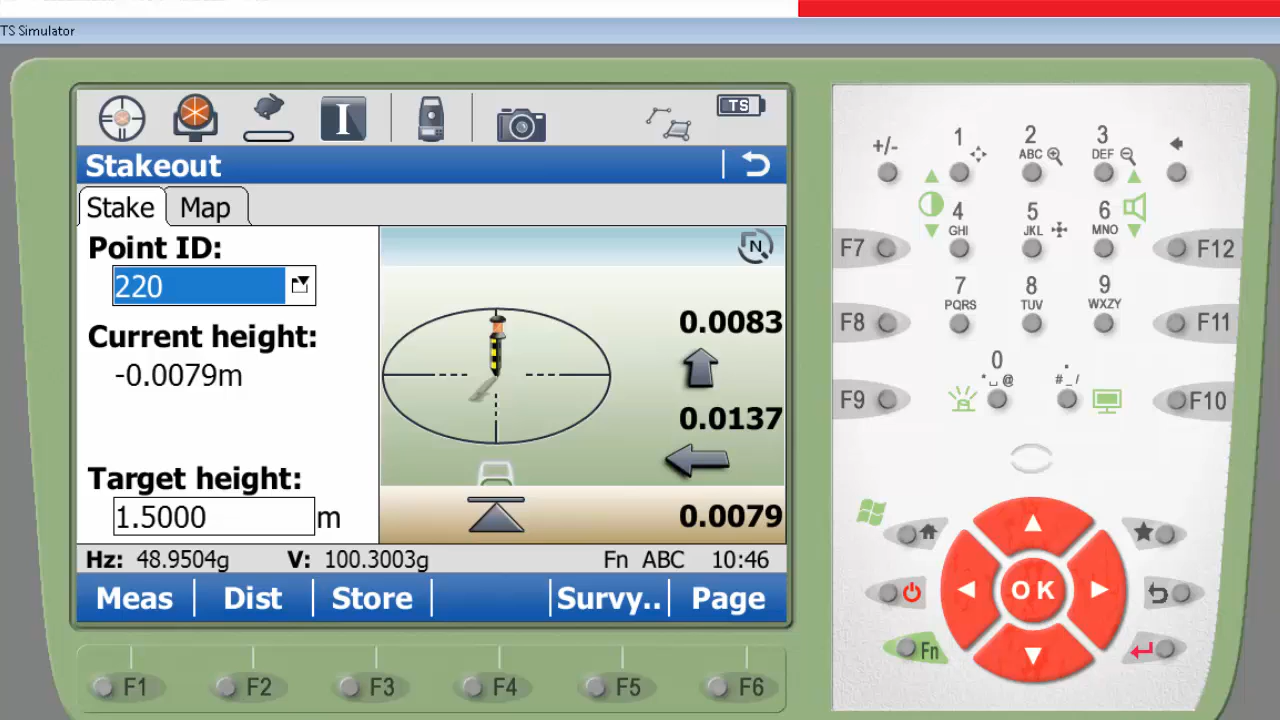 TS Simulator
I
TS
Stakeout
Stake Map
N
Point ID:
220
Current height:
-0.0079m
0.0083
0.0137
Target height:
1.5000 m
0.0079
Hz: 48.9504g V: 100.3003g Fn ABC 10:46
Meas Dist Store Survy.. Page
F1 F2 F3 F4 F5 F6
+/- 1 2 3
ABC DEF
F7 4 5 6 F12
GHI JKL MNO
F8 7 8 9 F11
PQRS TUV WXZY
F9 0 . F10
*␣@ #_/
OK
Fn